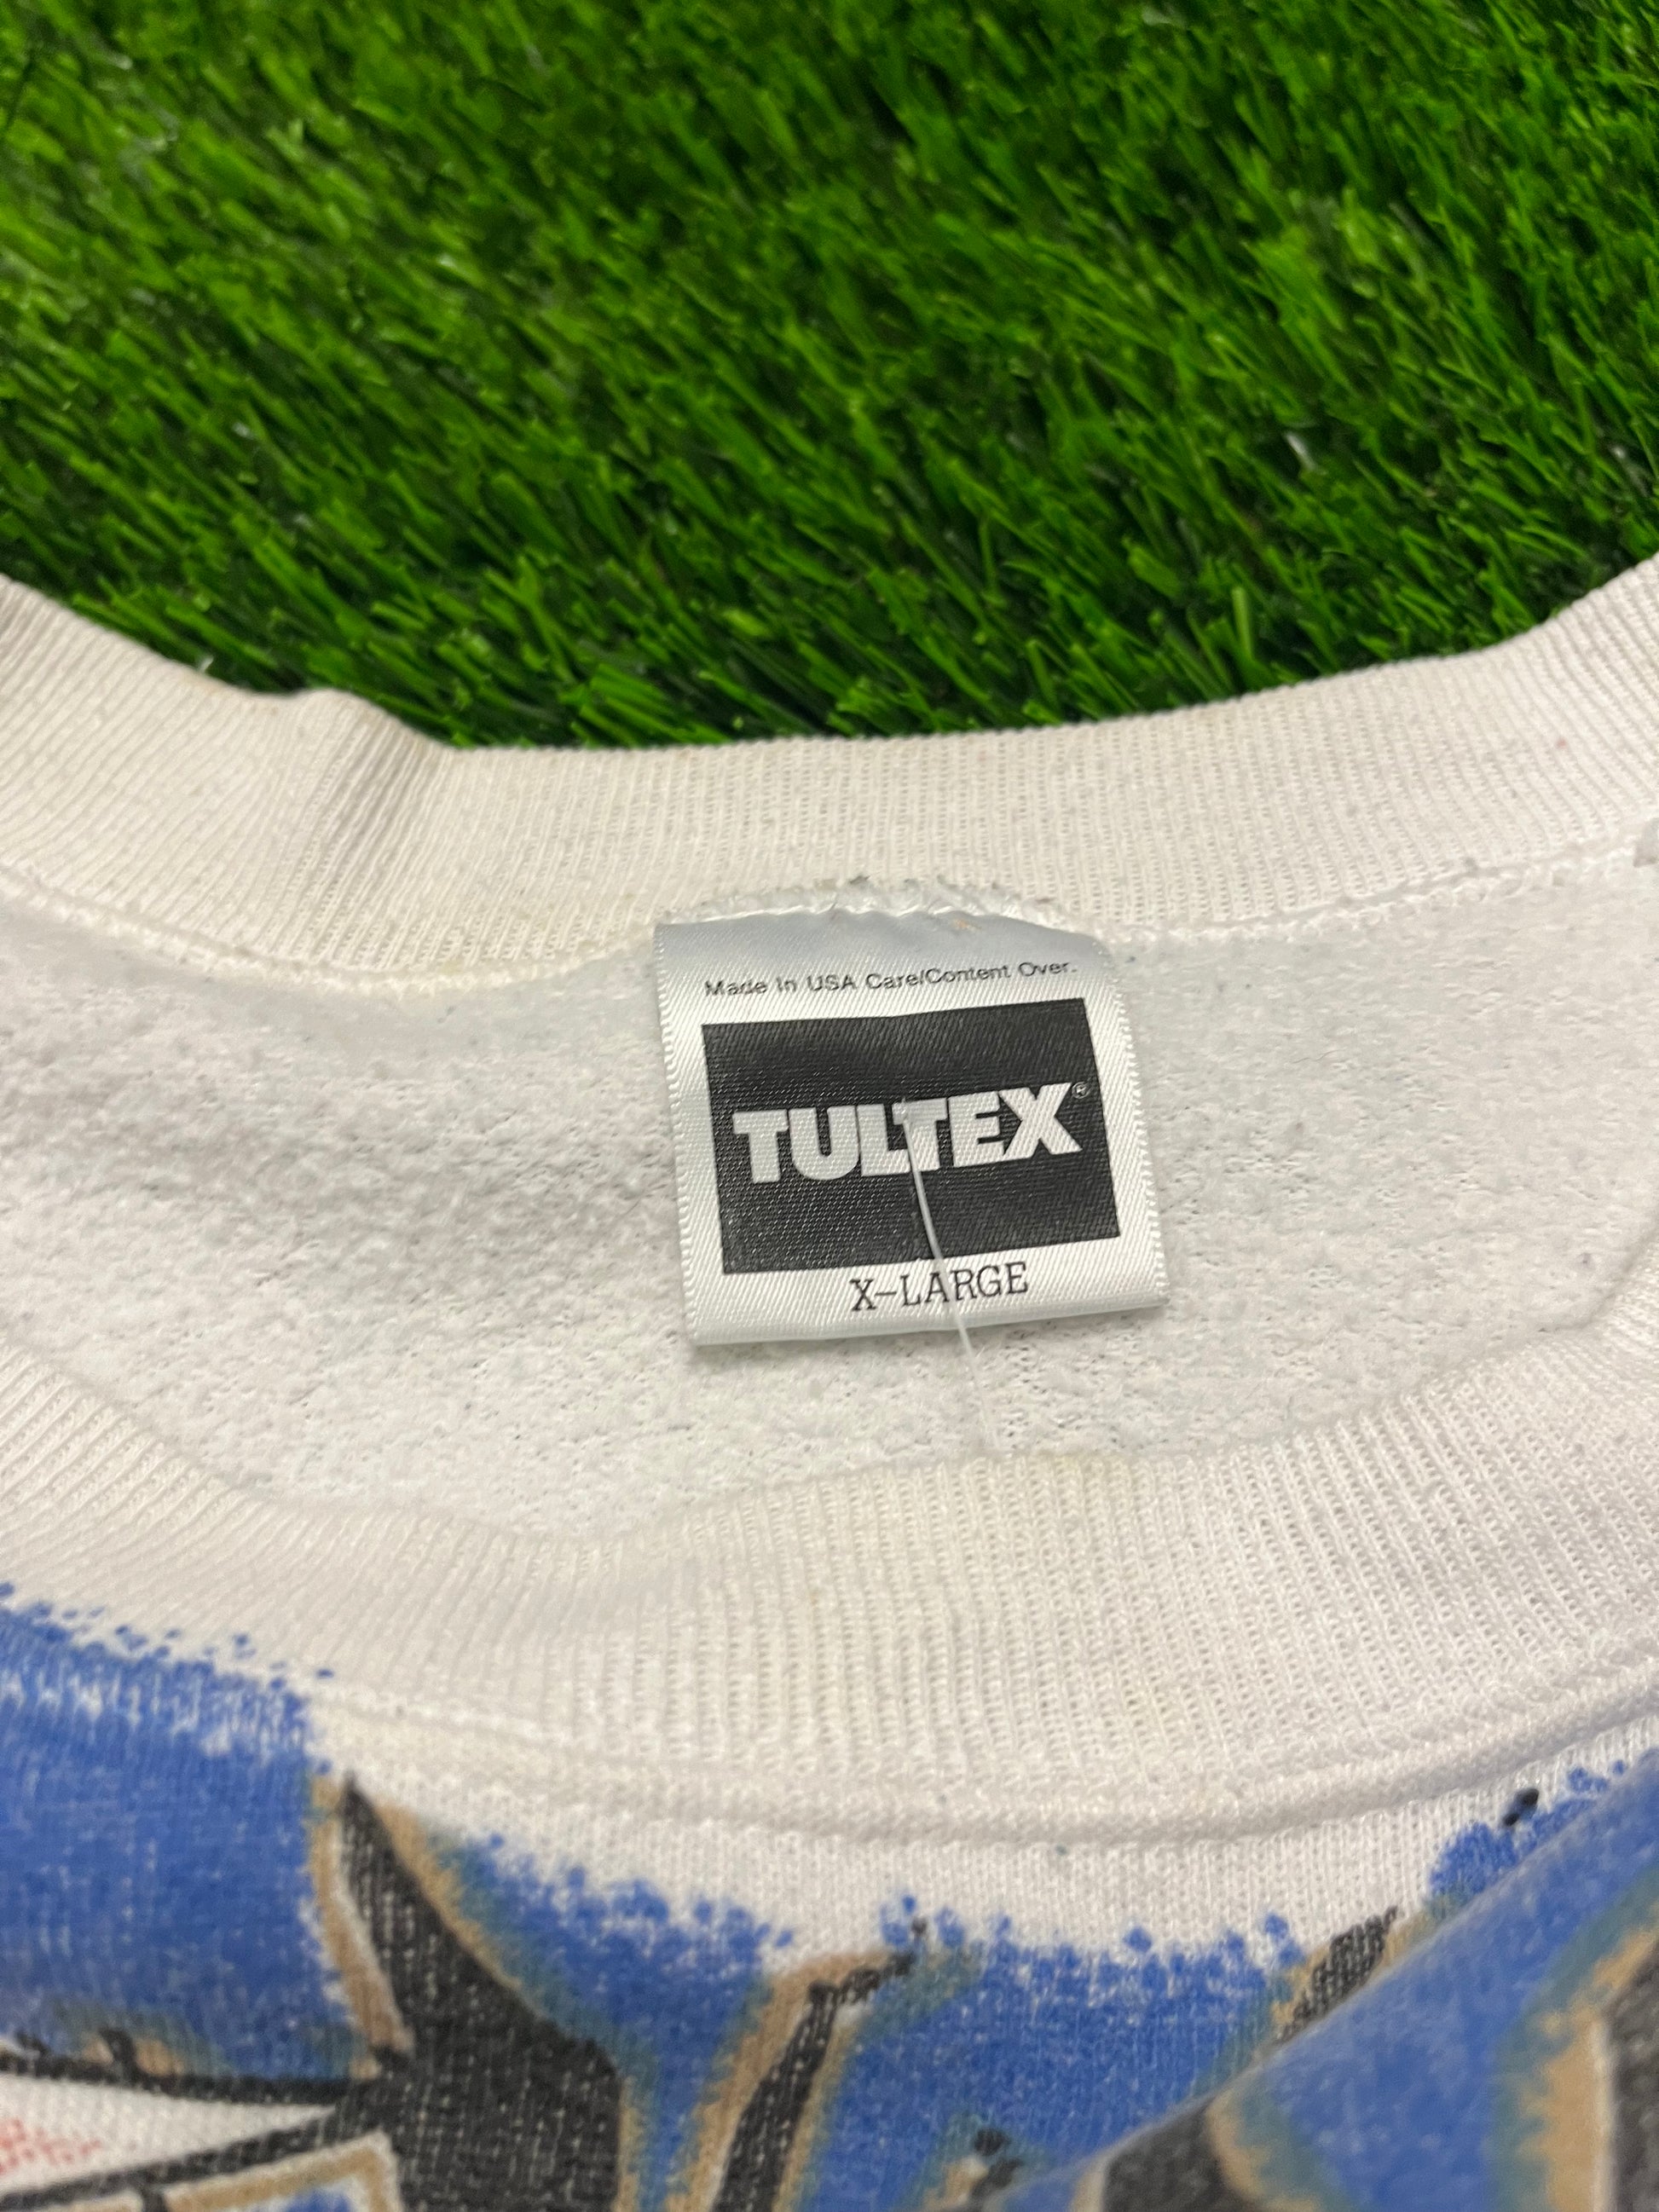 Made In USA Care/Content Over.
TULTEX®
X-LARGE